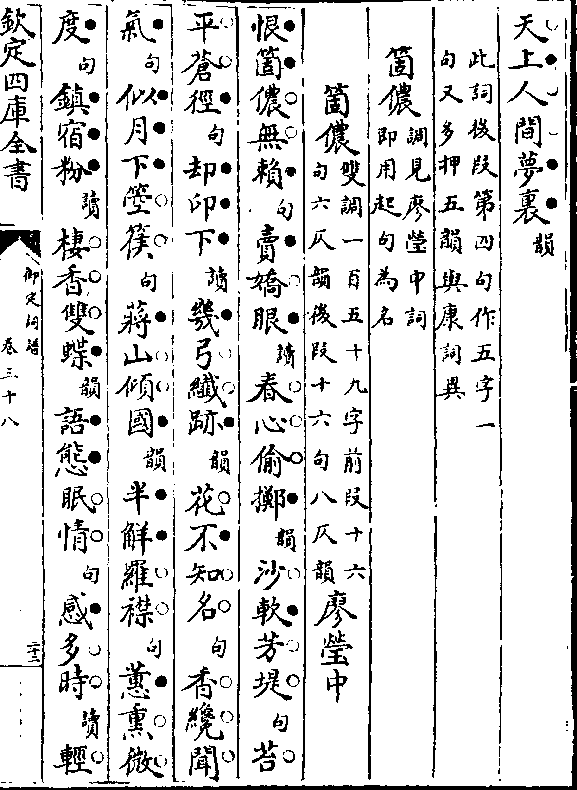 天上人間夢裏韻
此詞後段第四句作五字一
句又多押五韻與康詞異
箇儂調見廖瑩中詞
即用起句為名
箇儂雙調一百五十九字前段十六
句六仄韻後段十六句八仄韻廖瑩中
恨箇儂無賴句賣嬌眼讀春心偷擲韻沙軟芳堤句苔
平蒼徑句却印下讀幾弓纖跡韻花不知名句香纔聞
氣句似月下箜篌句蔣山傾國韻半解羅襟句蕙熏微
度句鎮宿粉讀棲香雙蝶韻語態眠情句感多時讀輕
欽定四庫全書
御定詞譜
卷三十八
二十三